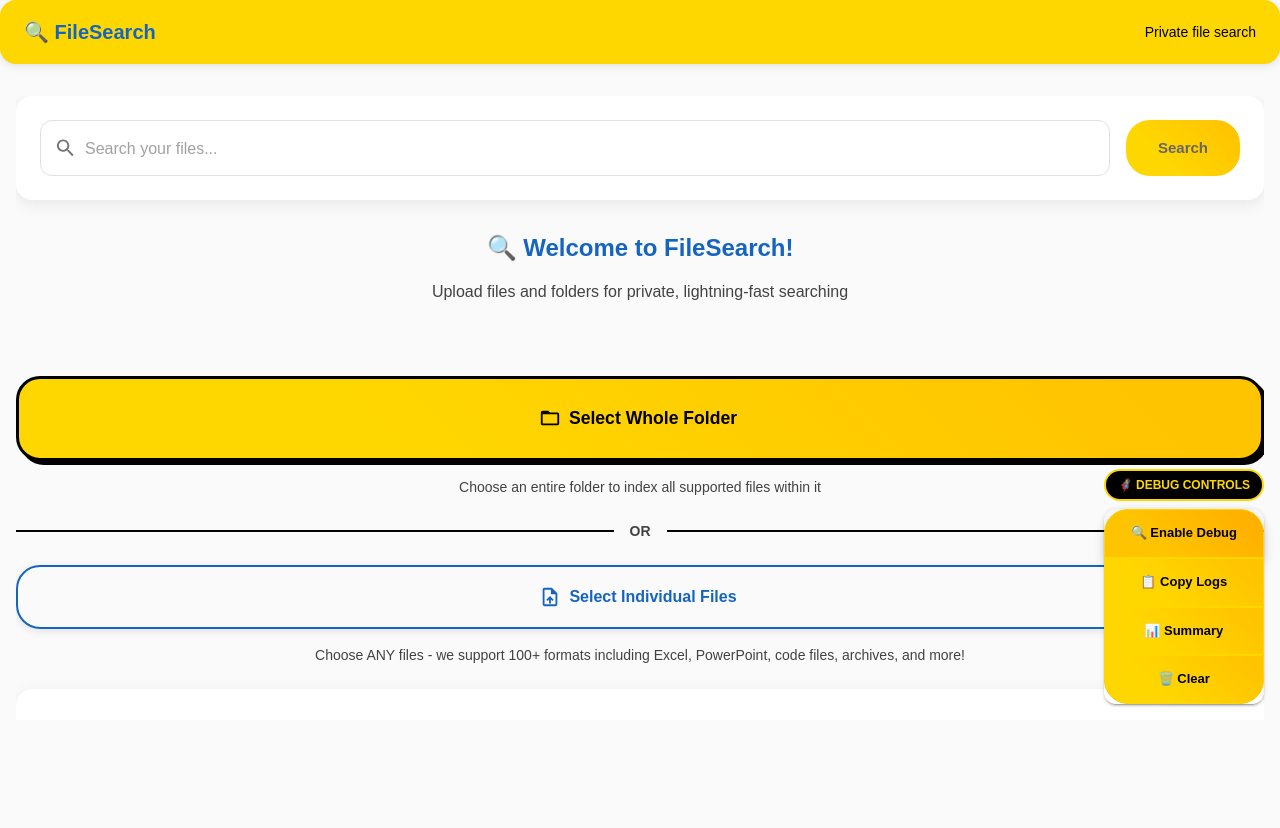 🔍 FileSearch
Private file search
Search your files...
Search
🔍 Welcome to FileSearch!
Upload files and folders for private, lightning-fast searching
Select Whole Folder
Choose an entire folder to index all supported files within it
OR
Select Individual Files
Choose ANY files - we support 100+ formats including Excel, PowerPoint, code files, archives, and more!
🦸 DEBUG CONTROLS
🔍 Enable Debug
📋 Copy Logs
📊 Summary
🗑️ Clear